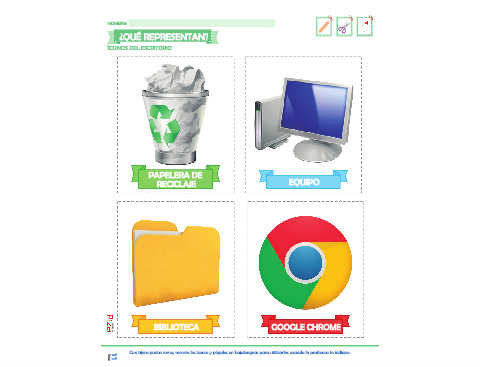 NOMBRE:
¿QUÉ REPRESENTAN?
ÍCONOS DEL ESCRITORIO
PAPELERA DE
RECICLAJE
EQUIPO
BIBLIOTECA
GOOGLE CHROME